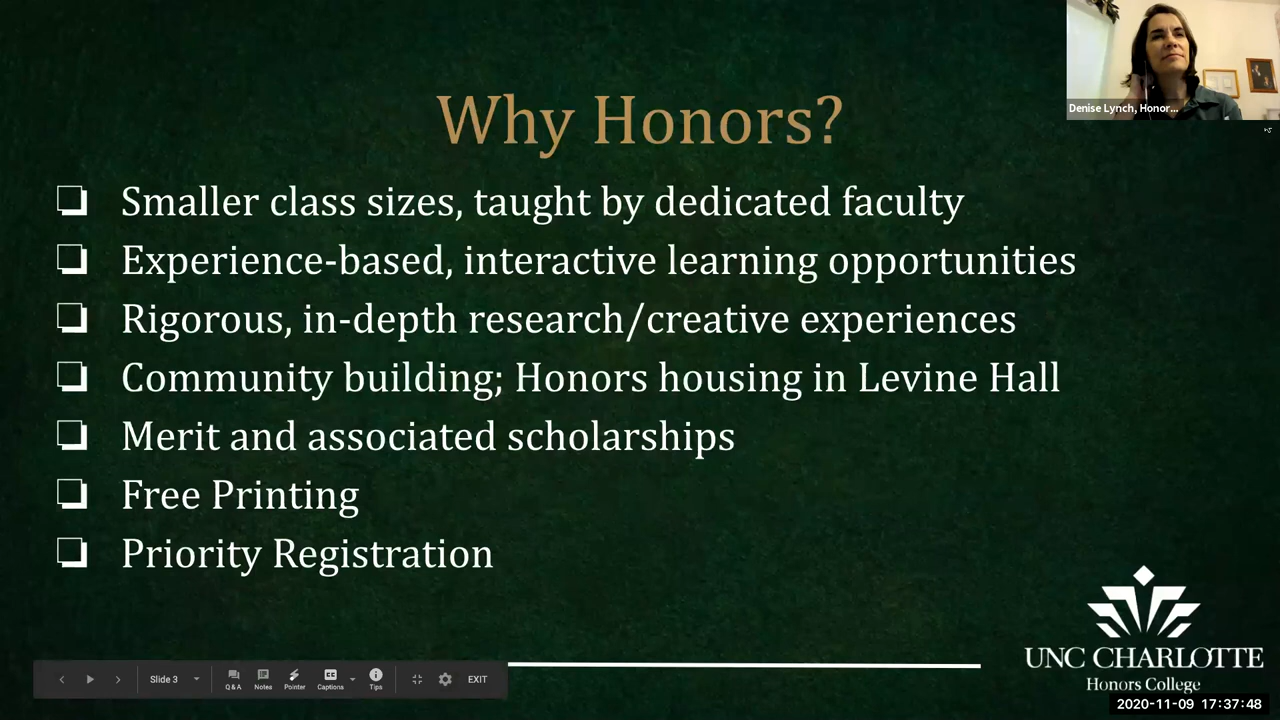 Why Honors?
Denise Lynch, Honor...
Smaller class sizes, taught by dedicated faculty
Experience-based, interactive learning opportunities
Rigorous, in-depth research/creative experiences
Community building; Honors housing in Levine Hall
Merit and associated scholarships
Free Printing
Priority Registration
Slide 3
Q&A
Notes
Pointer
Captions
Tips
EXIT
UNC CHARLOTTE
Honors College
2020-11-09 17:37:48